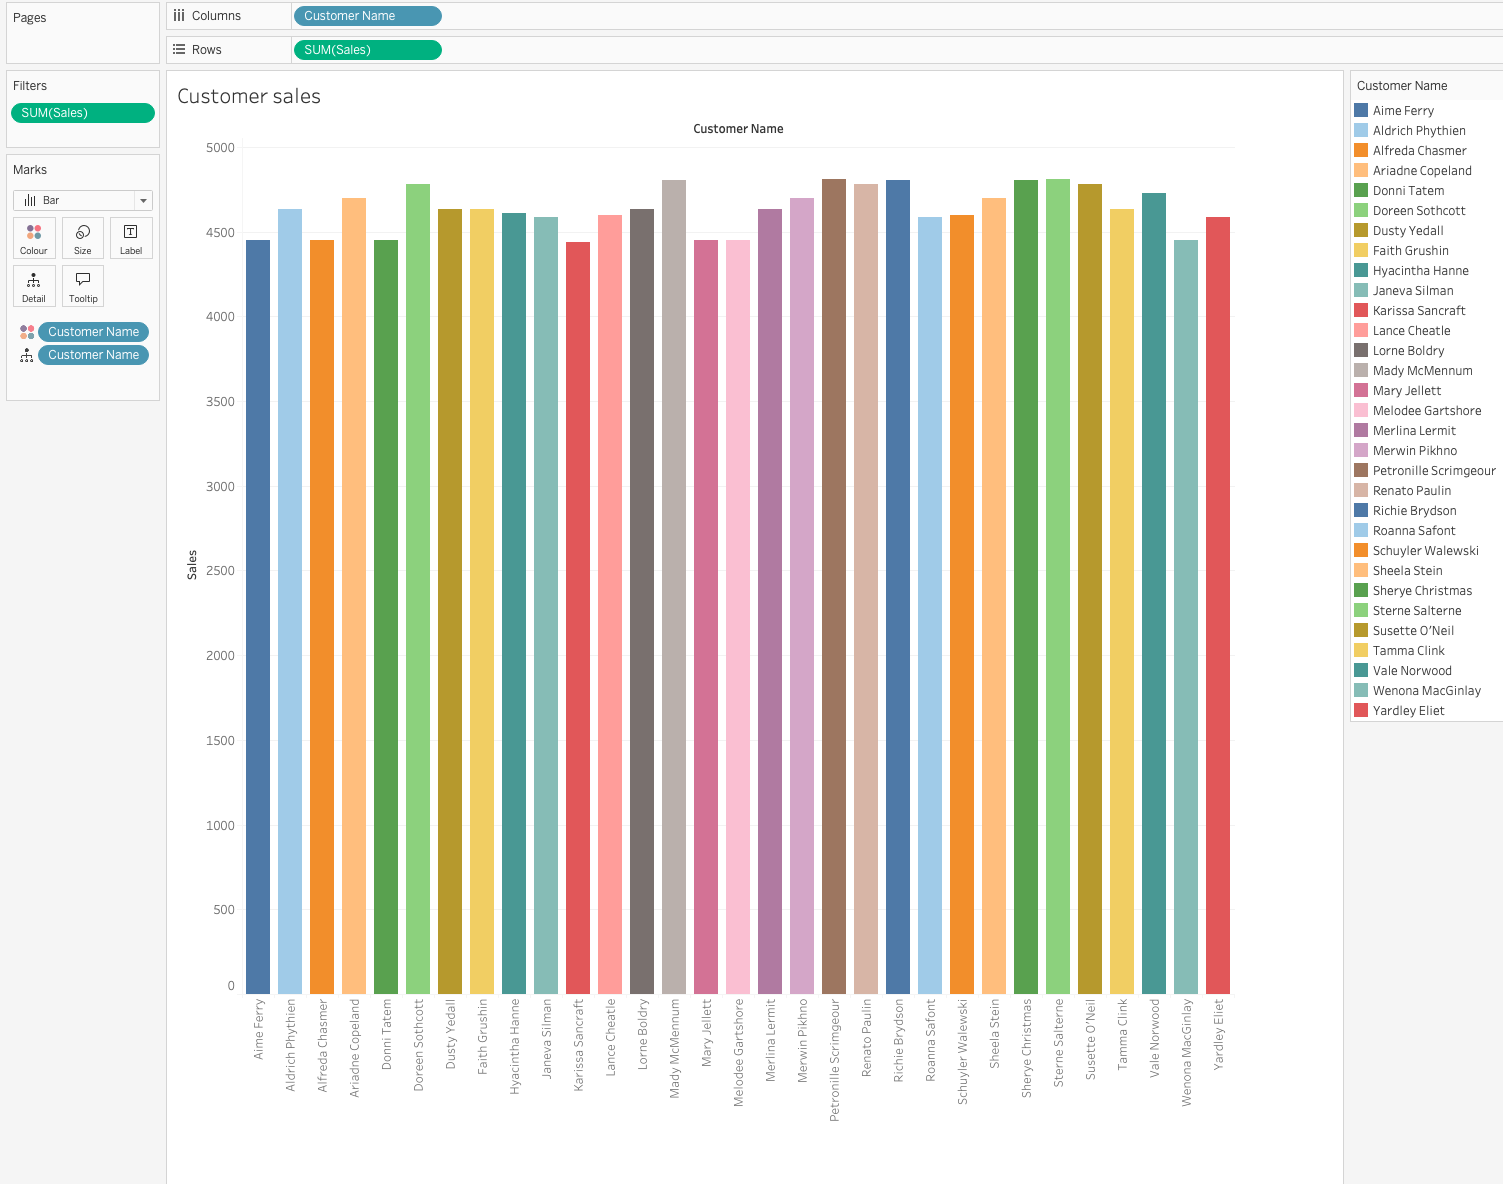 Pages
Columns
Customer Name
Rows
SUM(Sales)
Filters
SUM(Sales)
Marks
Bar
Colour
Size
Label
Detail
Tooltip
Customer Name
Customer Name
Customer sales
Customer Name
5000
4500
4000
3500
3000
2500
2000
1500
1000
500
0
Sales
Aime Ferry
Aldrich Phythien
Alfreda Chasmer
Ariadne Copeland
Donni Tatem
Doreen Sothcott
Dusty Yedall
Faith Grushin
Hyacintha Hanne
Janeva Silman
Karissa Sancraft
Lance Cheatle
Lorne Boldry
Mady McMennum
Mary Jellett
Melodee Gartshore
Merlina Lermit
Merwin Pikhno
Petronille Scrimgeour
Renato Paulin
Richie Brydson
Roanna Safont
Schuyler Walewski
Sheela Stein
Sherye Christmas
Sterne Salterne
Susette O’Neil
Tamma Clink
Vale Norwood
Wenona MacGinlay
Yardley Eliet
Customer Name
Aime Ferry
Aldrich Phythien
Alfreda Chasmer
Ariadne Copeland
Donni Tatem
Doreen Sothcott
Dusty Yedall
Faith Grushin
Hyacintha Hanne
Janeva Silman
Karissa Sancraft
Lance Cheatle
Lorne Boldry
Mady McMennum
Mary Jellett
Melodee Gartshore
Merlina Lermit
Merwin Pikhno
Petronille Scrimgeour
Renato Paulin
Richie Brydson
Roanna Safont
Schuyler Walewski
Sheela Stein
Sherye Christmas
Sterne Salterne
Susette O’Neil
Tamma Clink
Vale Norwood
Wenona MacGinlay
Yardley Eliet